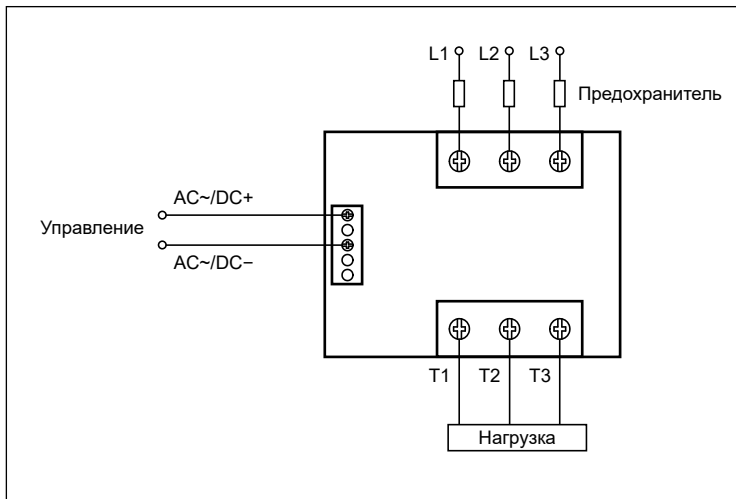 L1 L2 L3
Предохранитель
AC~/DC+
Управление
AC~/DC−
T1 T2 T3
Нагрузка